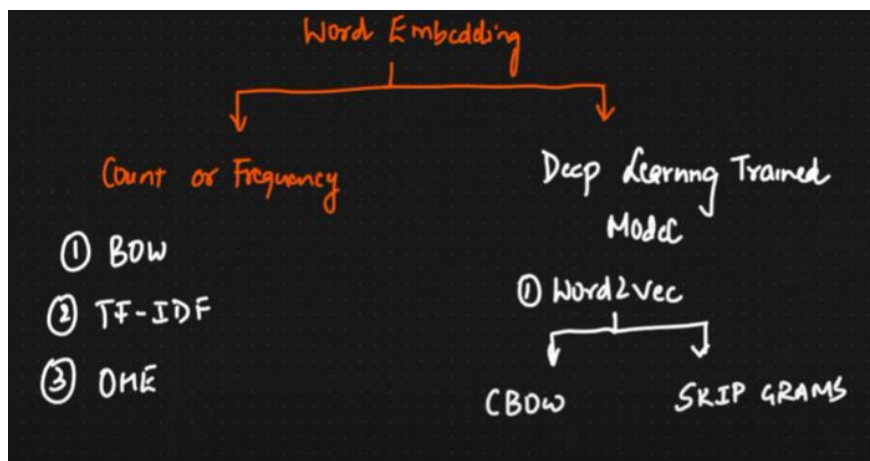 Word Embedding
Count or Frequency
① BOW
② TF-IDF
③ OHE
Deep Learning Trained
Model
① Word2Vec
CBOW
SKIP GRAMS